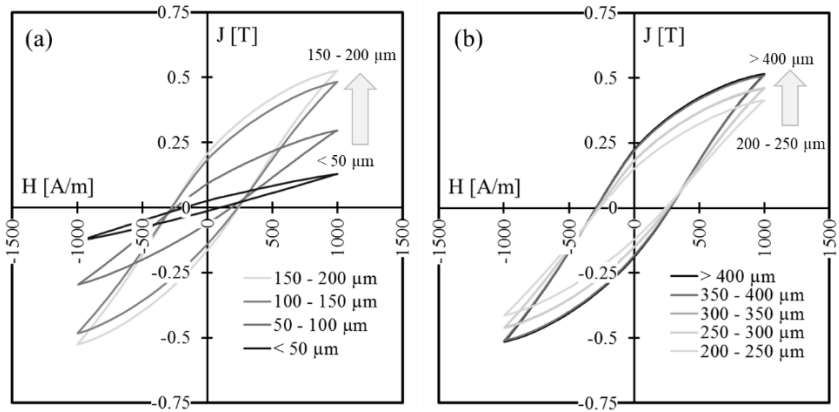 (a)
0.75
J [T]
150 - 200 µm
0.5
0.25
< 50 µm
H [A/m]
0
-1500
-1000
-500
0
500
1000
1500
-0.25
-0.5
-0.75
150 - 200 µm
100 - 150 µm
50 - 100 µm
< 50 µm
(b)
0.75
J [T]
> 400 µm
0.5
0.25
200 - 250 µm
H [A/m]
0
-1500
-1000
-500
0
500
1000
1500
-0.25
-0.5
-0.75
> 400 µm
350 - 400 µm
300 - 350 µm
250 - 300 µm
200 - 250 µm